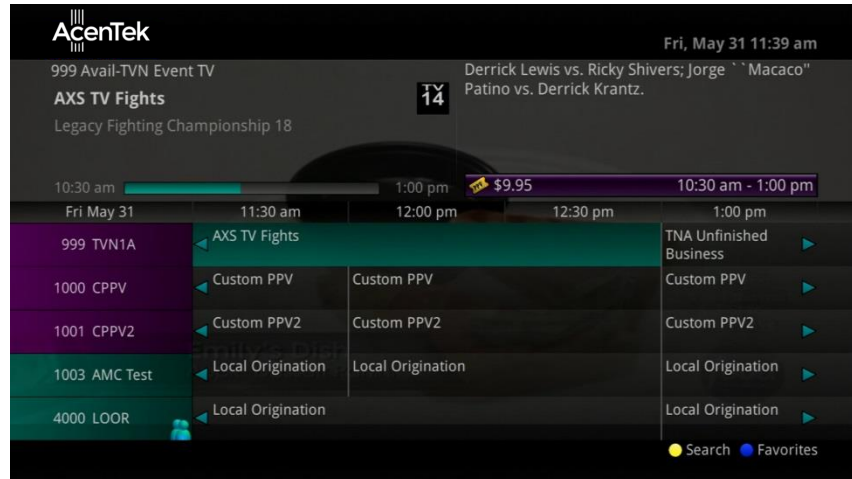 AcenTek
Fri, May 31 11:39 am
999 Avail-TVN Event TV
AXS TV Fights
Legacy Fighting Championship 18
TV
14
Derrick Lewis vs. Ricky Shivers; Jorge ``Macaco''
Patino vs. Derrick Krantz.
10:30 am 1:00 pm
$9.95 10:30 am - 1:00 pm
Fri May 31 11:30 am 12:00 pm 12:30 pm 1:00 pm
999 TVN1A AXS TV Fights TNA Unfinished
Business
1000 CPPV Custom PPV Custom PPV Custom PPV
1001 CPPV2 Custom PPV2 Custom PPV2 Custom PPV2
Emily's Dish
1003 AMC Test Local Origination Local Origination Local Origination
4000 LOOR Local Origination Local Origination
Search Favorites